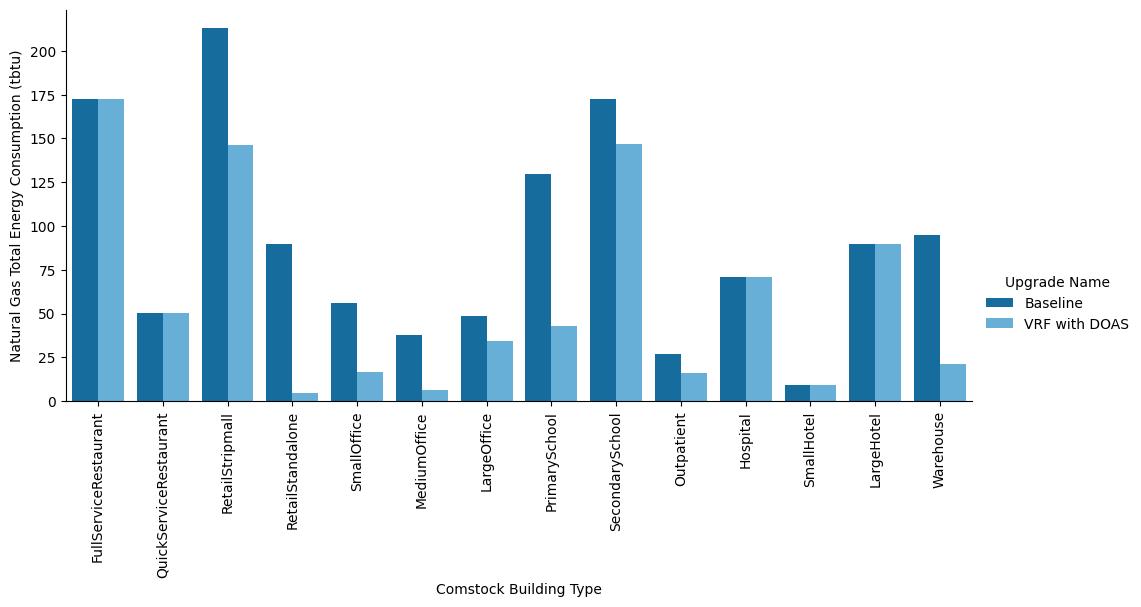 Natural Gas Total Energy Consumption (tbtu)
200
175
150
125
100
75
50
25
0
FullServiceRestaurant
QuickServiceRestaurant
RetailStripmall
RetailStandalone
SmallOffice
MediumOffice
LargeOffice
PrimarySchool
SecondarySchool
Outpatient
Hospital
SmallHotel
LargeHotel
Warehouse
Comstock Building Type
Upgrade Name
Baseline
VRF with DOAS